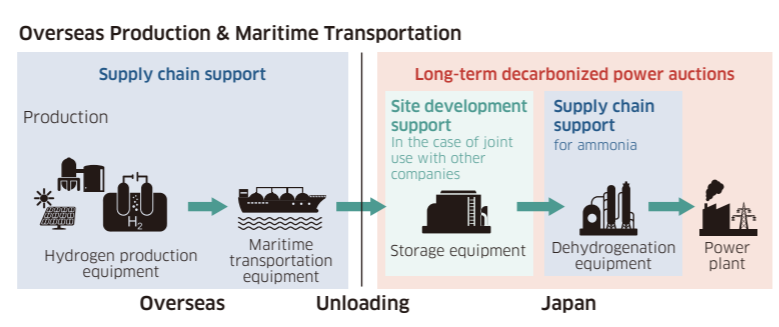 Overseas Production & Maritime Transportation
Supply chain support
Long-term decarbonized power auctions
Production
H2
Hydrogen production
equipment
Maritime
transportation
equipment
Site development
support
In the case of joint
use with other
companies
Storage equipment
Supply chain
support
for ammonia
Dehydrogenation
equipment
Power
plant
Overseas
Unloading
Japan